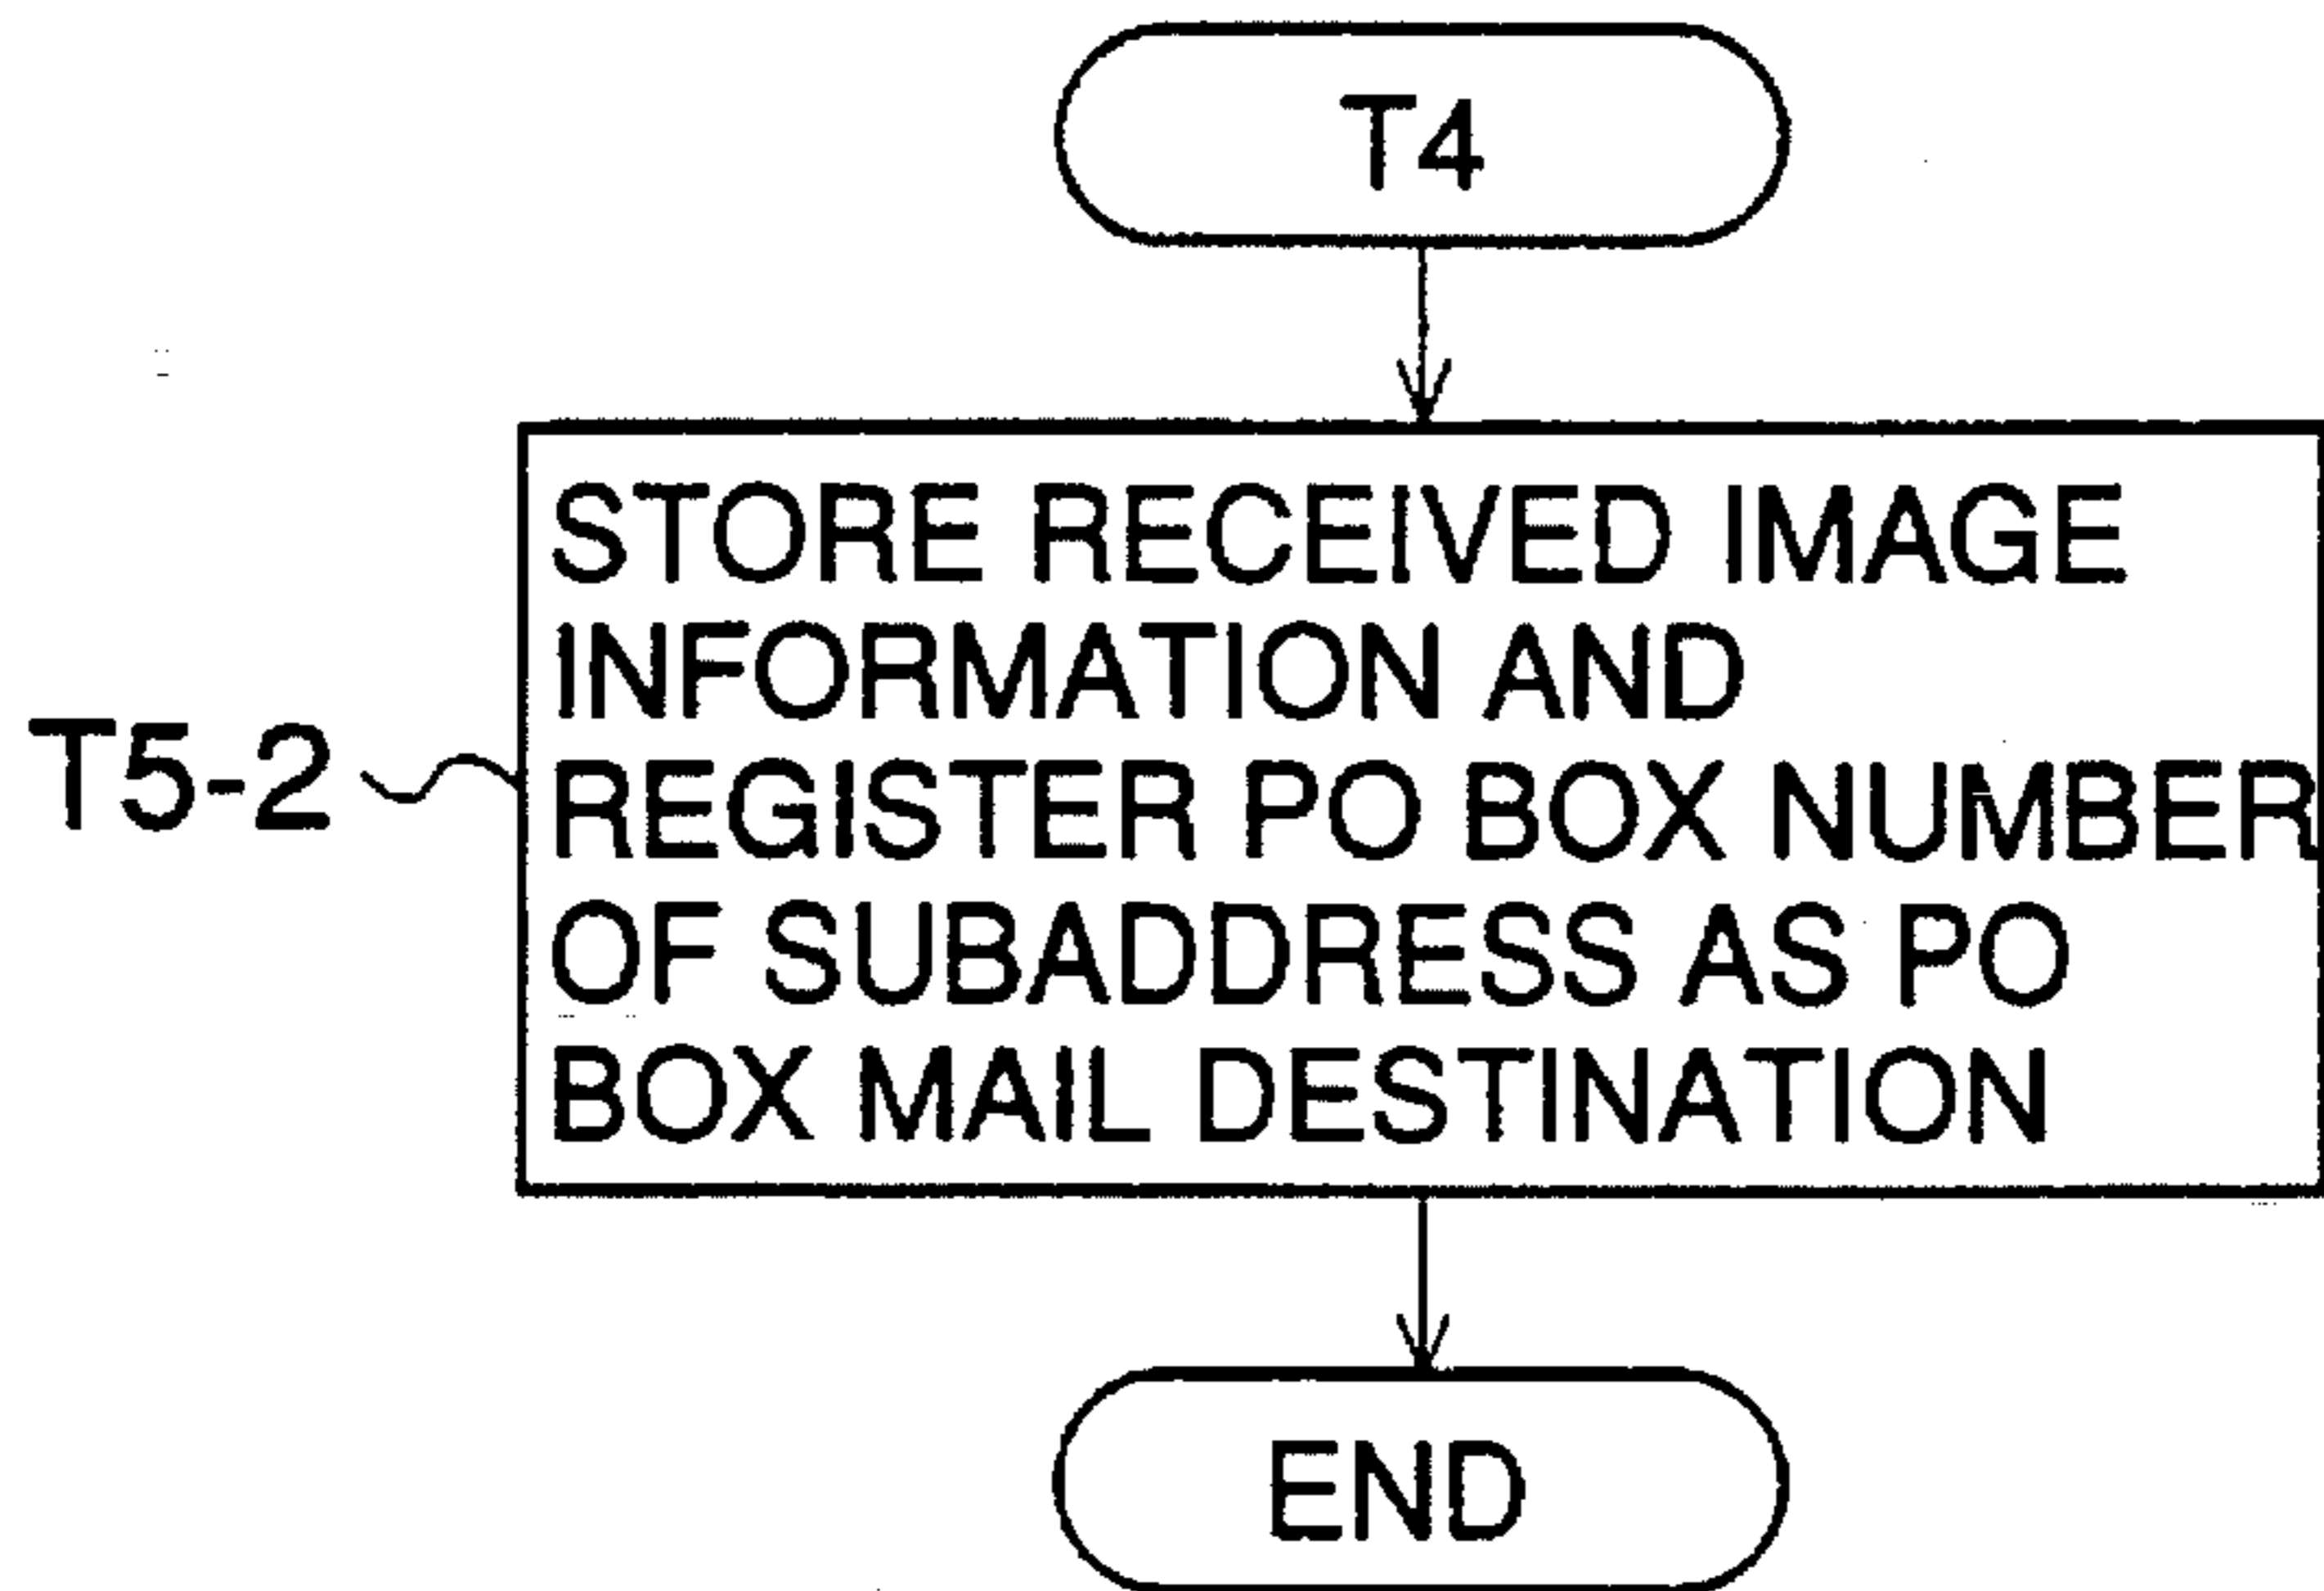 T4
STORE RECEIVED IMAGE
INFORMATION AND
REGISTER PO BOX NUMBER
OF SUBADDRESS AS PO
BOX MAIL DESTINATION
T5-2
END